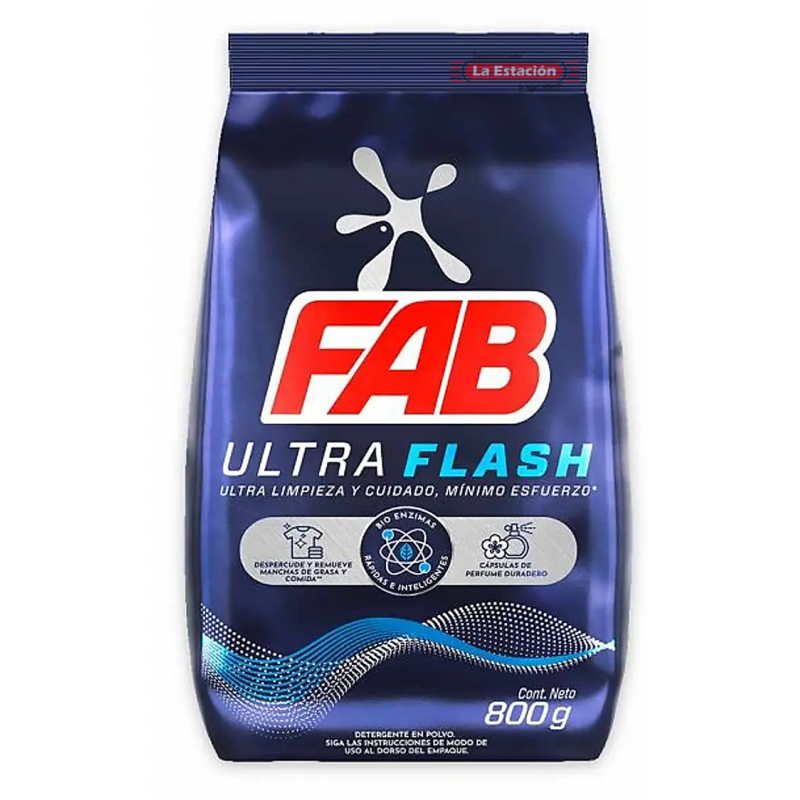 La Estación
FAB
ULTRA FLASH
ULTRA LIMPIEZA Y CUIDADO, MÍNIMO ESFUERZO*
DESPERCUDE Y REMUEVE
MANCHAS DE GRASA Y
COMIDA**
BIO ENZIMAS
RÁPIDAS E INTELIGENTES
CÁPSULAS DE
PERFUME DURADERO
Cont. Neto
800 g
DETERGENTE EN POLVO.
SIGA LAS INSTRUCCIONES DE MODO DE
USO AL DORSO DEL EMPAQUE.